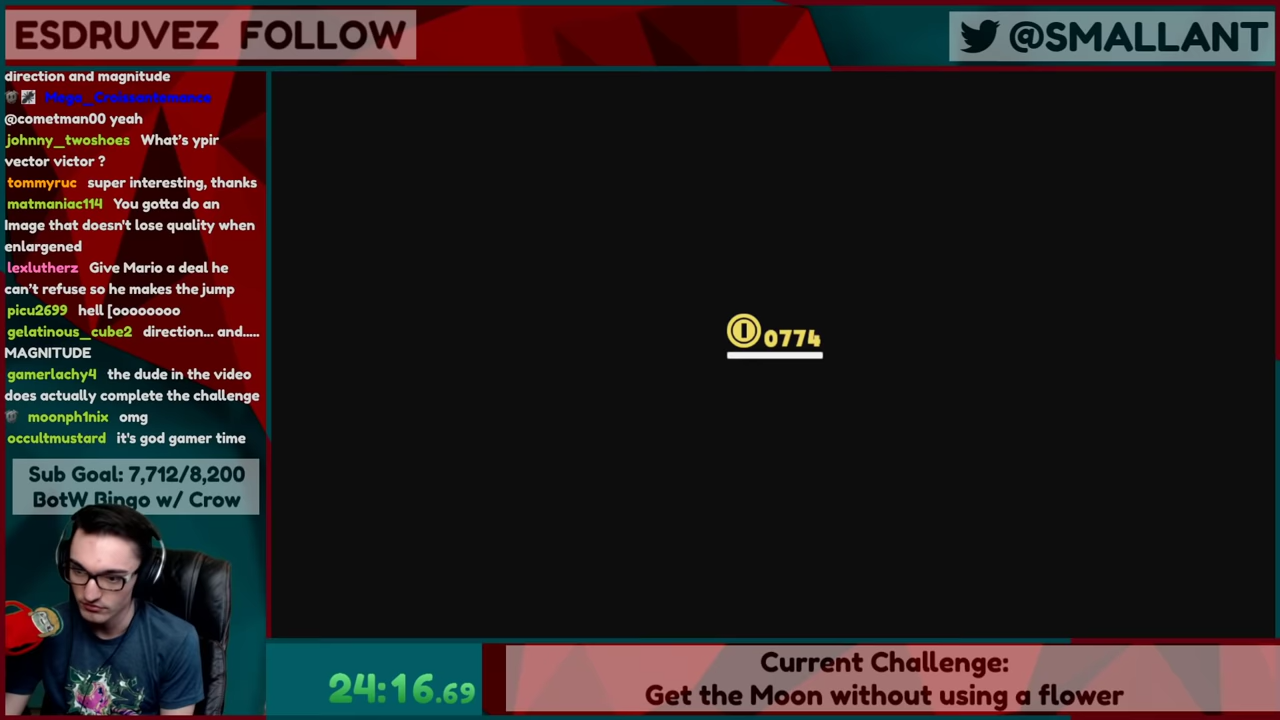 ESDRUVEZ FOLLOW
@SMALLANT
direction and magnitude
Mega_Croissantemance
@cometman00 yeah
johnny_twoshoes What's ypir
vector victor ?
tommyruc super interesting, thanks
matmaniac114 You gotta do an
Image that doesn't lose quality when
enlargened
lexlutherz Give Mario a deal he
can't refuse so he makes the jump
picu2699 hell [oooooooo
gelatinous_cube2 direction... and.....
MAGNITUDE
gamerlachy4 the dude in the video
does actually complete the challenge
moonph1nix omg
occultmustard it's god gamer time
Sub Goal: 7,712/8,200
BotW Bingo w/ Crow
0774
24:16.69
Current Challenge:
Get the Moon without using a flower